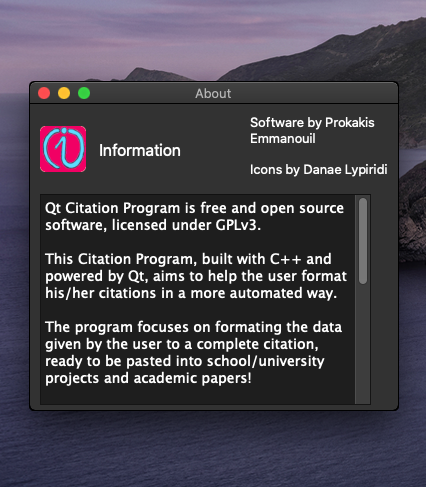 About
Information
Software by Prokakis
Emmanouil
Icons by Danae Lypiridi
Qt Citation Program is free and open source
software, licensed under GPLv3.
This Citation Program, built with C++ and
powered by Qt, aims to help the user format
his/her citations in a more automated way.
The program focuses on formating the data
given by the user to a complete citation,
ready to be pasted into school/university
projects and academic papers!